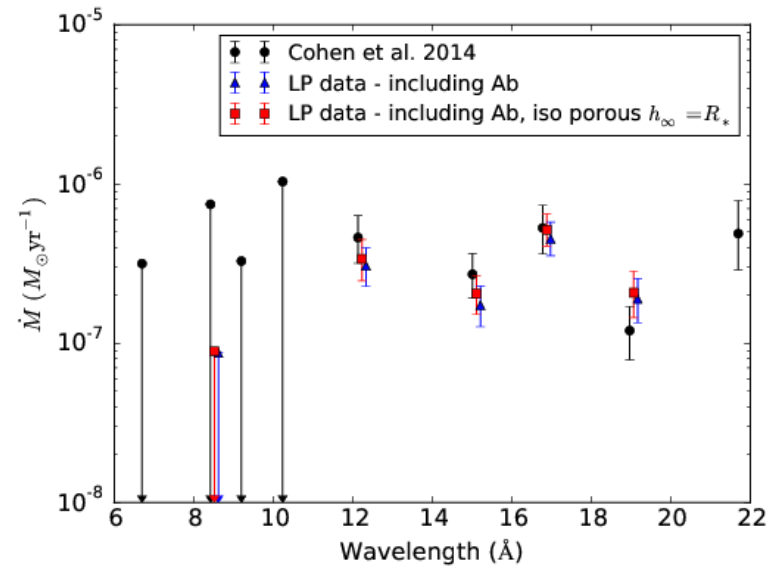 10⁻⁵
Cohen et al. 2014
LP data - including Ab
LP data - including Ab, iso porous h∞ =R*
10⁻⁶
Ṁ (M⊙yr⁻¹)
10⁻⁷
10⁻⁸
6 8 10 12 14 16 18 20 22
Wavelength (Å)